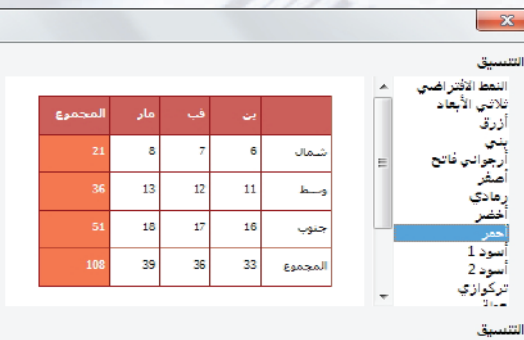 التنسيق
النمط الافتراضي
ثلاثي الأبعاد
أزرق
بني
أرجواني فاتح
أصفر
رمادي
أخضر
أحمر
أسود 1
أسود 2
تركوازي
ين فب مار المجموع
شمال 6 7 8 21
وسط 11 12 13 36
جنوب 16 17 18 51
المجموع 33 36 39 108
التنسيق